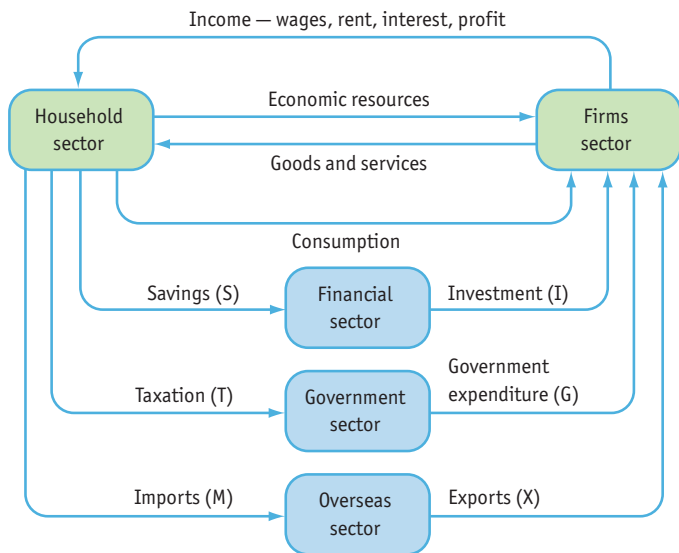 Income — wages, rent, interest, profit
Household
sector
Economic resources
Firms
sector
Goods and services
Consumption
Savings (S)
Financial
sector
Investment (I)
Taxation (T)
Government
sector
Government
expenditure (G)
Imports (M)
Overseas
sector
Exports (X)